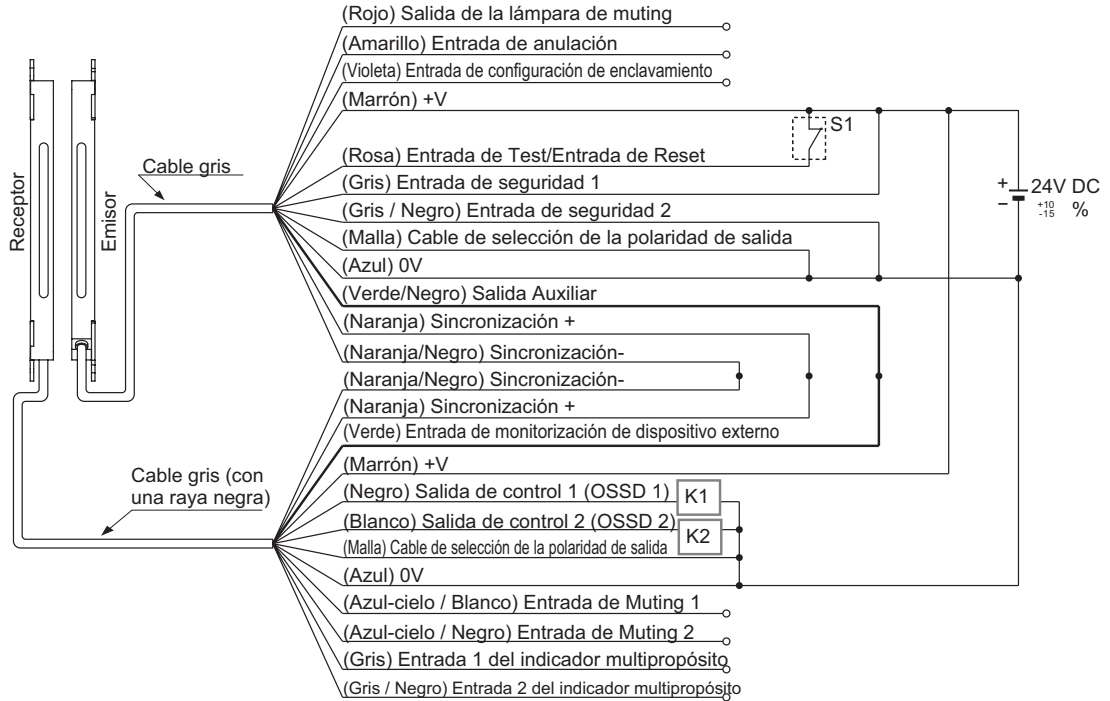 (Rojo) Salida de la lámpara de muting
(Amarillo) Entrada de anulación
(Violeta) Entrada de configuración de enclavamiento
(Marrón) +V
S1
(Rosa) Entrada de Test/Entrada de Reset
Cable gris
(Gris) Entrada de seguridad 1
+ 24V DC
- +10 -15 %
(Gris / Negro) Entrada de seguridad 2
Receptor
Emisor
(Malla) Cable de selección de la polaridad de salida
(Azul) 0V
(Verde/Negro) Salida Auxiliar
(Naranja) Sincronización +
(Naranja/Negro) Sincronización-
(Naranja/Negro) Sincronización-
(Naranja) Sincronización +
(Verde) Entrada de monitorización de dispositivo externo
(Marrón) +V
Cable gris (con
una raya negra)
(Negro) Salida de control 1 (OSSD 1)
K1
(Blanco) Salida de control 2 (OSSD 2)
K2
(Malla) Cable de selección de la polaridad de salida
(Azul) 0V
(Azul-cielo / Blanco) Entrada de Muting 1
(Azul-cielo / Negro) Entrada de Muting 2
(Gris) Entrada 1 del indicador multipropósito
(Gris / Negro) Entrada 2 del indicador multipropósito